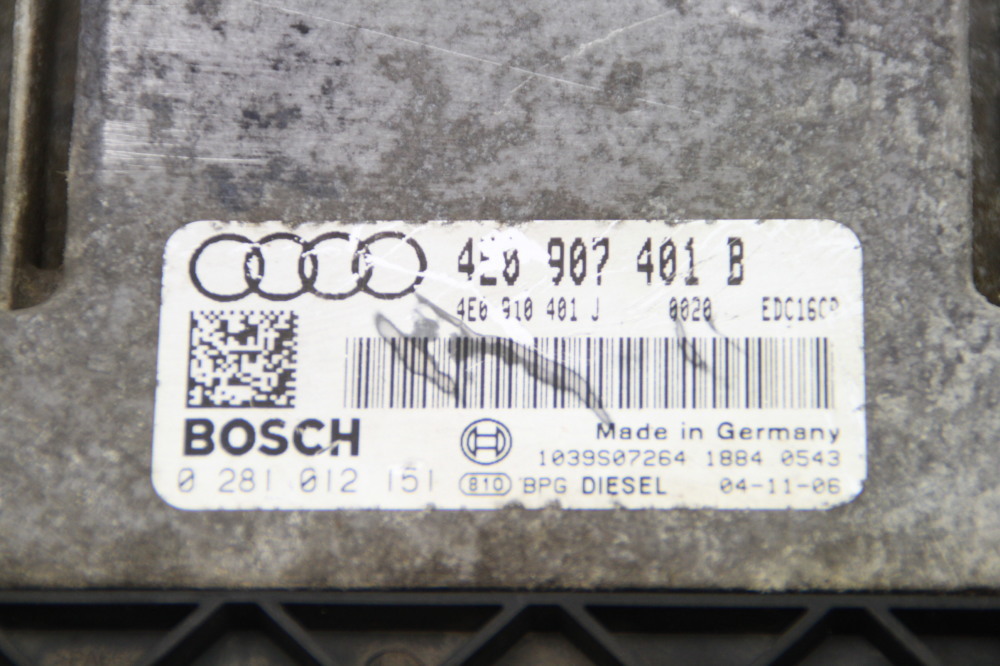 4E0 907 401 B
4E0 910 401 J 0020 EDC16CP
BOSCH
Made in Germany
1039S07264 1884 0543
0 281 012 151 810 BPG DIESEL 04-11-06